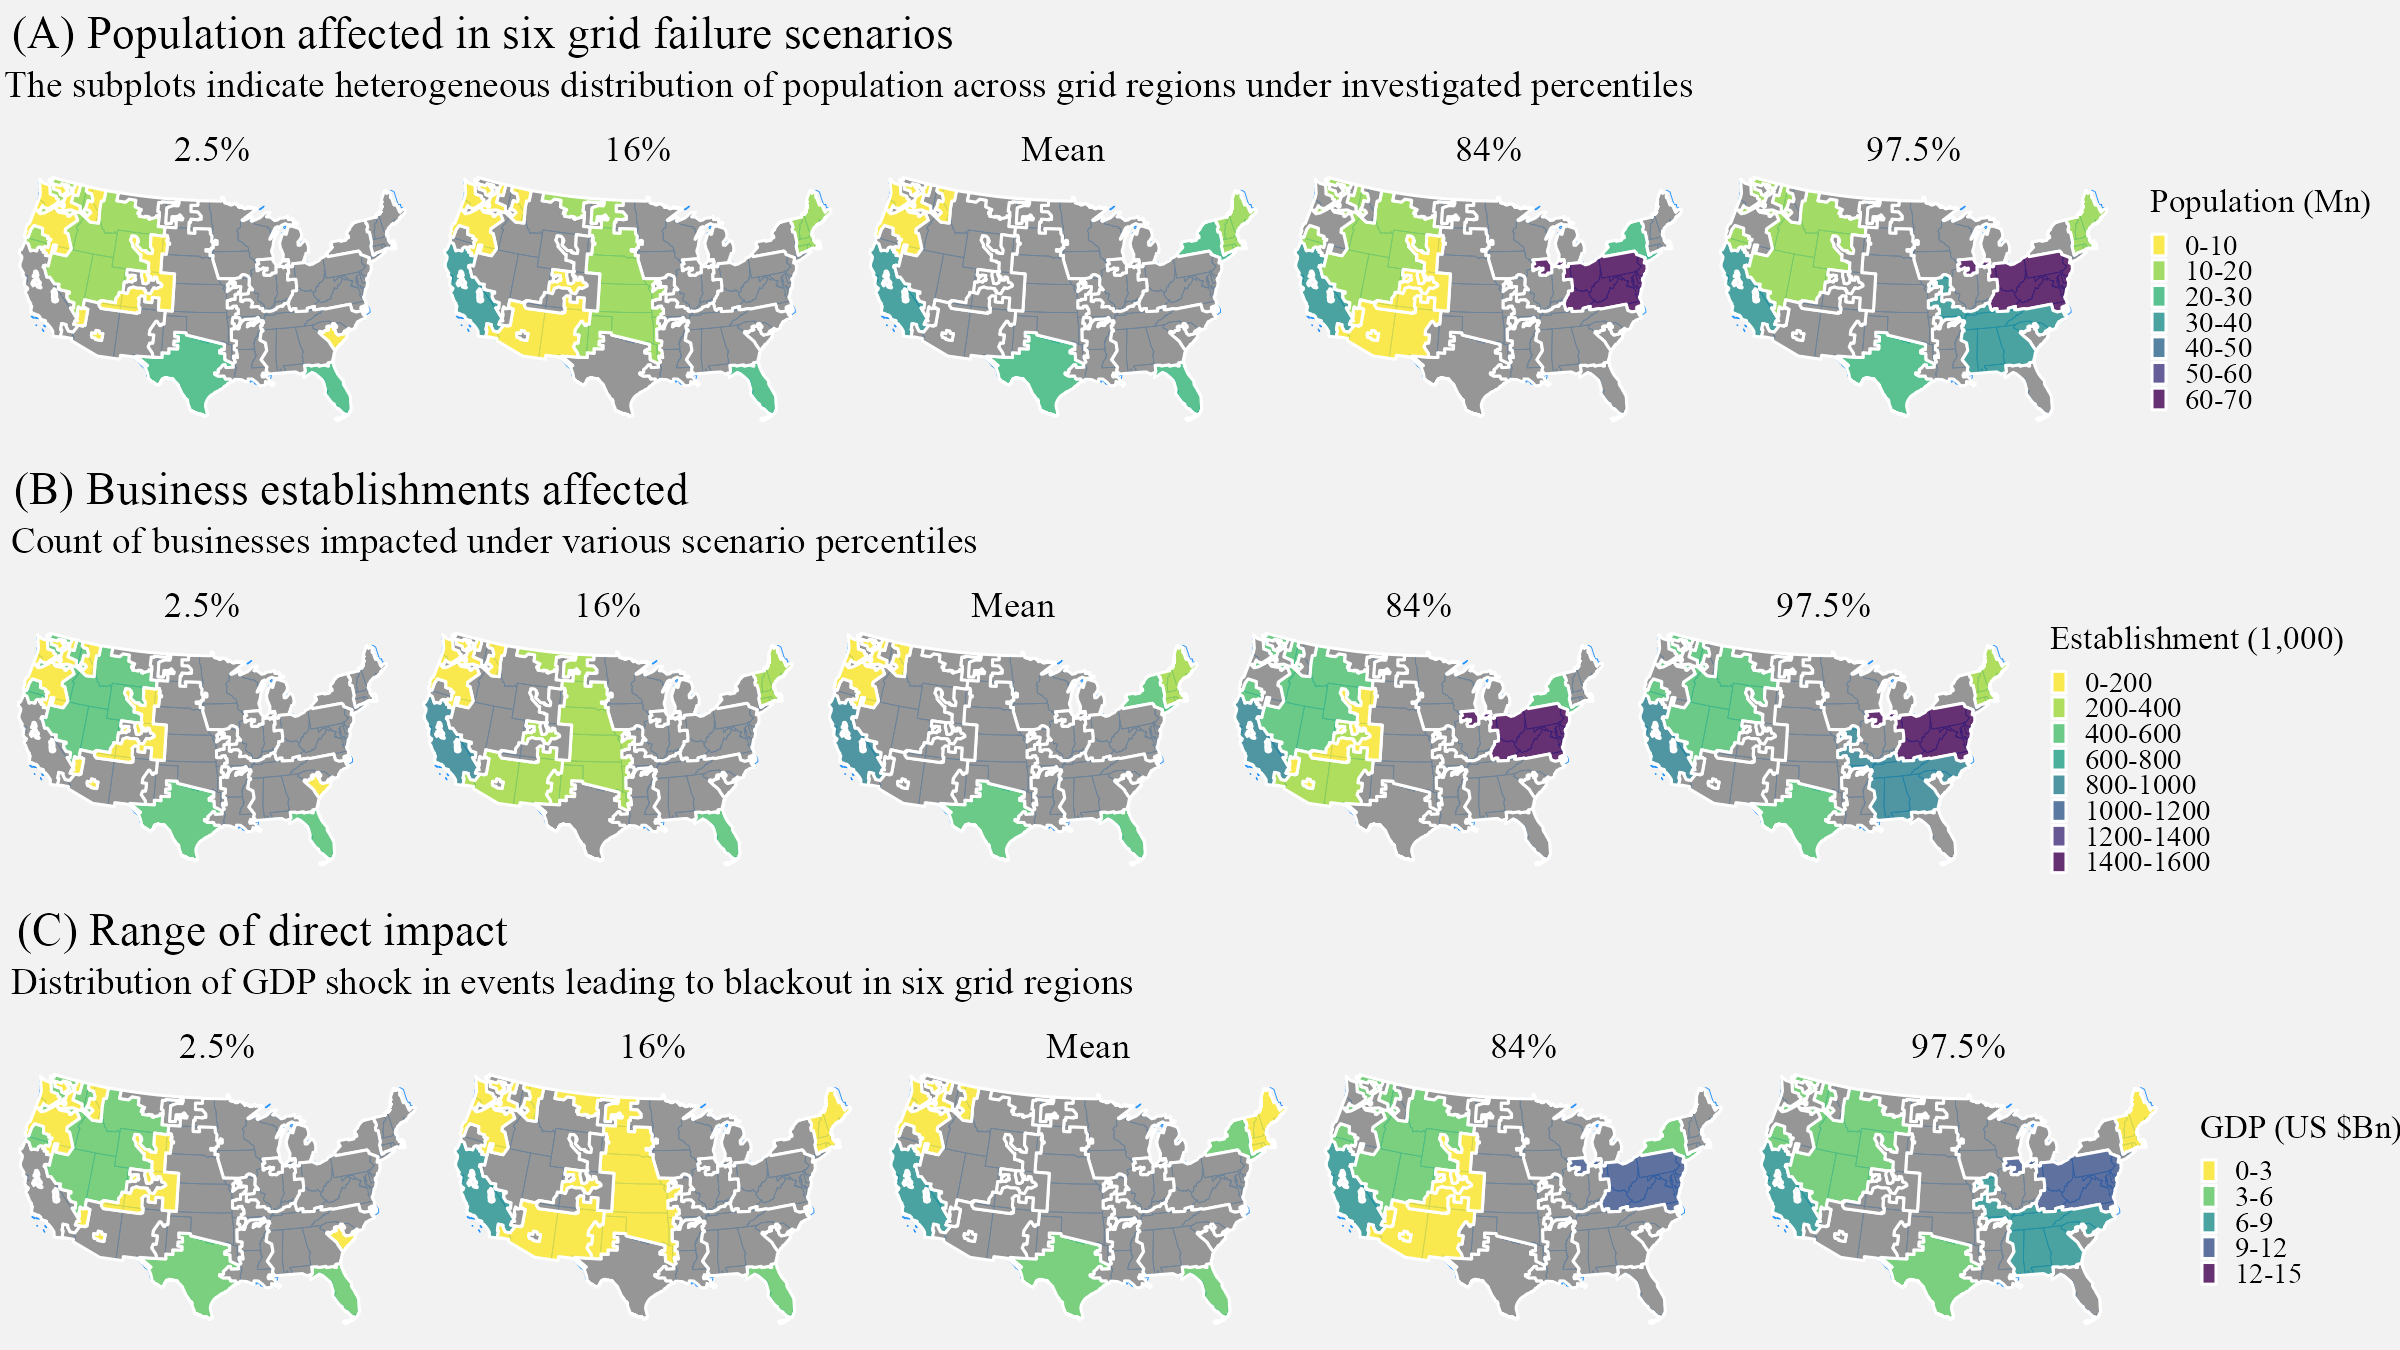 (A) Population affected in six grid failure scenarios
The subplots indicate heterogeneous distribution of population across grid regions under investigated percentiles
2.5% 16% Mean 84% 97.5%
Population (Mn)
0-10
10-20
20-30
30-40
40-50
50-60
60-70
(B) Business establishments affected
Count of businesses impacted under various scenario percentiles
2.5% 16% Mean 84% 97.5%
Establishment (1,000)
0-200
200-400
400-600
600-800
800-1000
1000-1200
1200-1400
1400-1600
(C) Range of direct impact
Distribution of GDP shock in events leading to blackout in six grid regions
2.5% 16% Mean 84% 97.5%
GDP (US $Bn)
0-3
3-6
6-9
9-12
12-15